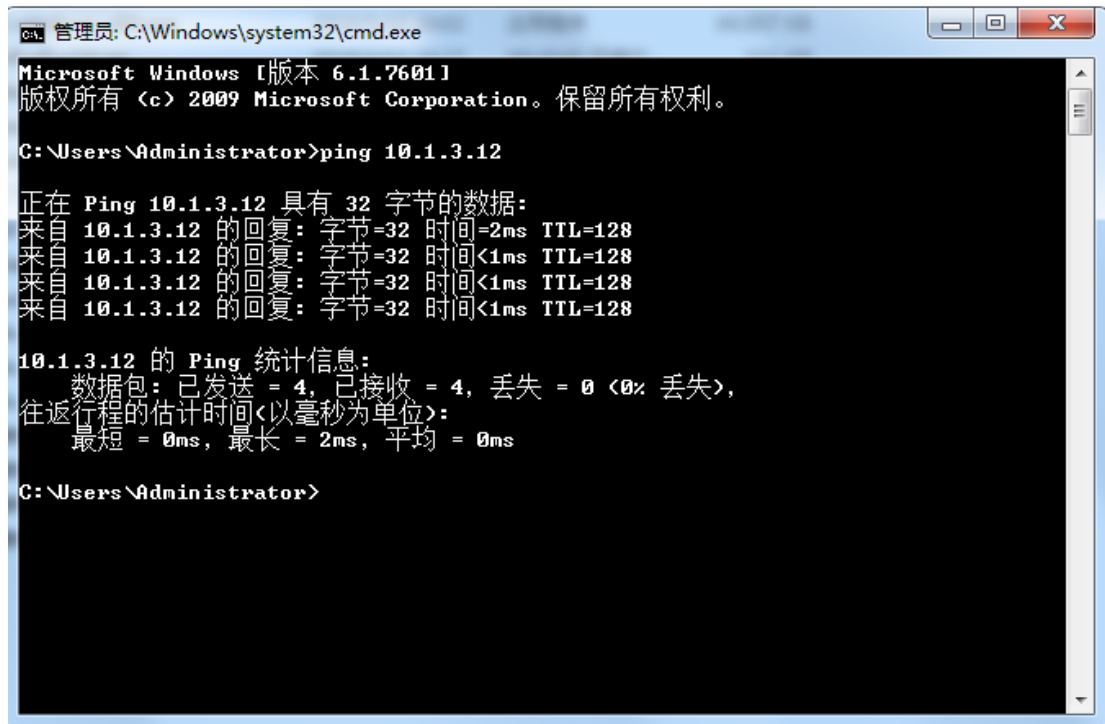 管理员: C:\Windows\system32\cmd.exe
Microsoft Windows [版本 6.1.7601]
版权所有 (c) 2009 Microsoft Corporation。保留所有权利。
C:\Users\Administrator>ping 10.1.3.12
正在 Ping 10.1.3.12 具有 32 字节的数据:
来自 10.1.3.12 的回复: 字节=32 时间=2ms TTL=128
来自 10.1.3.12 的回复: 字节=32 时间<1ms TTL=128
来自 10.1.3.12 的回复: 字节=32 时间<1ms TTL=128
来自 10.1.3.12 的回复: 字节=32 时间<1ms TTL=128
10.1.3.12 的 Ping 统计信息:
    数据包: 已发送 = 4, 已接收 = 4, 丢失 = 0 (0% 丢失),
往返行程的估计时间(以毫秒为单位):
    最短 = 0ms, 最长 = 2ms, 平均 = 0ms
C:\Users\Administrator>